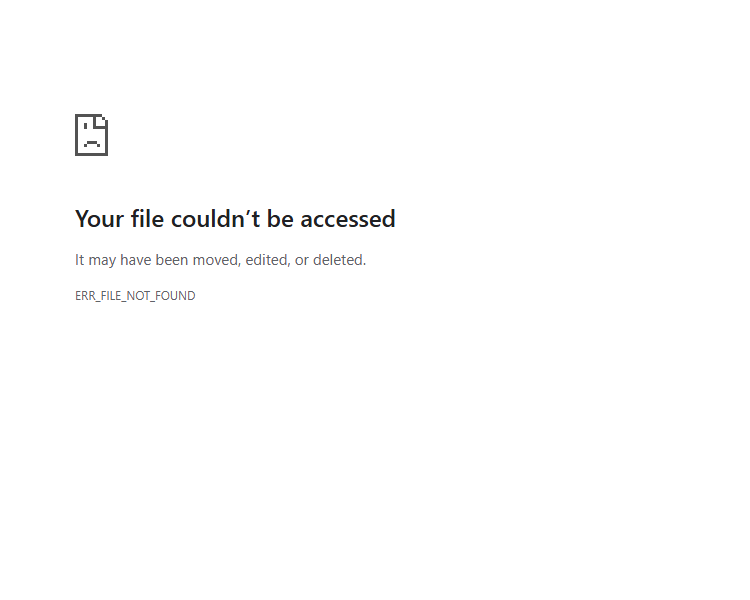 Your file couldn’t be accessed
It may have been moved, edited, or deleted.
ERR_FILE_NOT_FOUND